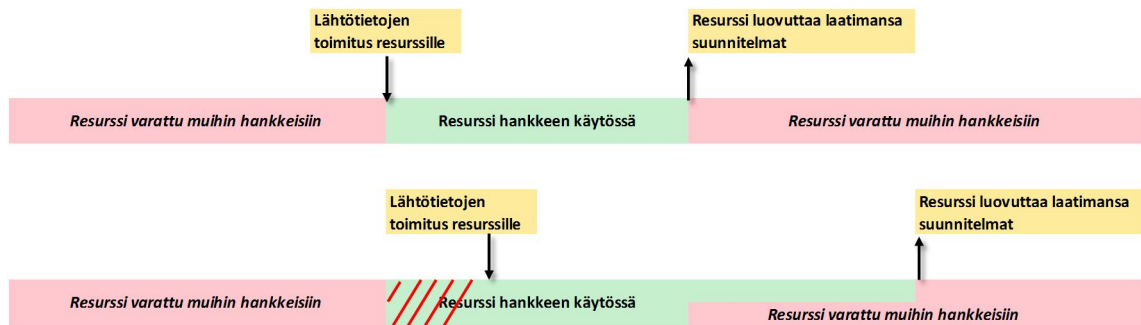 Lähtötietojen
toimitus resurssille
Resurssi luovuttaa laatimansa
suunnitelmat
Resurssi varattu muihin hankkeisiin
Resurssi hankkeen käytössä
Resurssi varattu muihin hankkeisiin
Lähtötietojen
toimitus resurssille
Resurssi luovuttaa laatimansa
suunnitelmat
Resurssi varattu muihin hankkeisiin
Resurssi hankkeen käytössä
Resurssi varattu muihin hankkeisiin